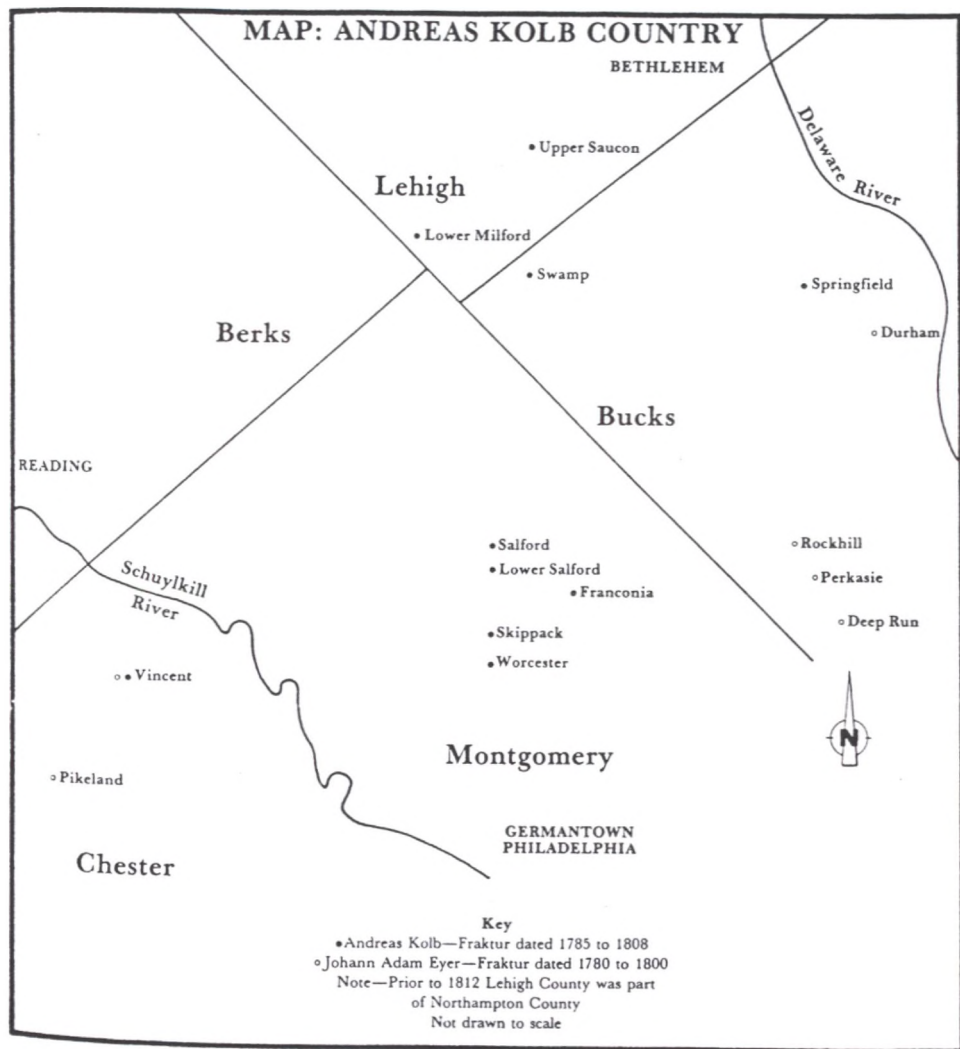 MAP: ANDREAS KOLB COUNTRY
BETHLEHEM
Delaware River
•Upper Saucon
Lehigh
•Lower Milford
•Swamp
•Springfield
Berks
◦Durham
Bucks
READING
•Salford
◦Rockhill
•Lower Salford
Schuylkill
River
◦Perkasie
•Franconia
◦Deep Run
•Skippack
•Worcester
◦•Vincent
N
Montgomery
◦Pikeland
GERMANTOWN
PHILADELPHIA
Chester
Key
•Andreas Kolb—Fraktur dated 1785 to 1808
◦Johann Adam Eyer—Fraktur dated 1780 to 1800
Note—Prior to 1812 Lehigh County was part
of Northampton County
Not drawn to scale